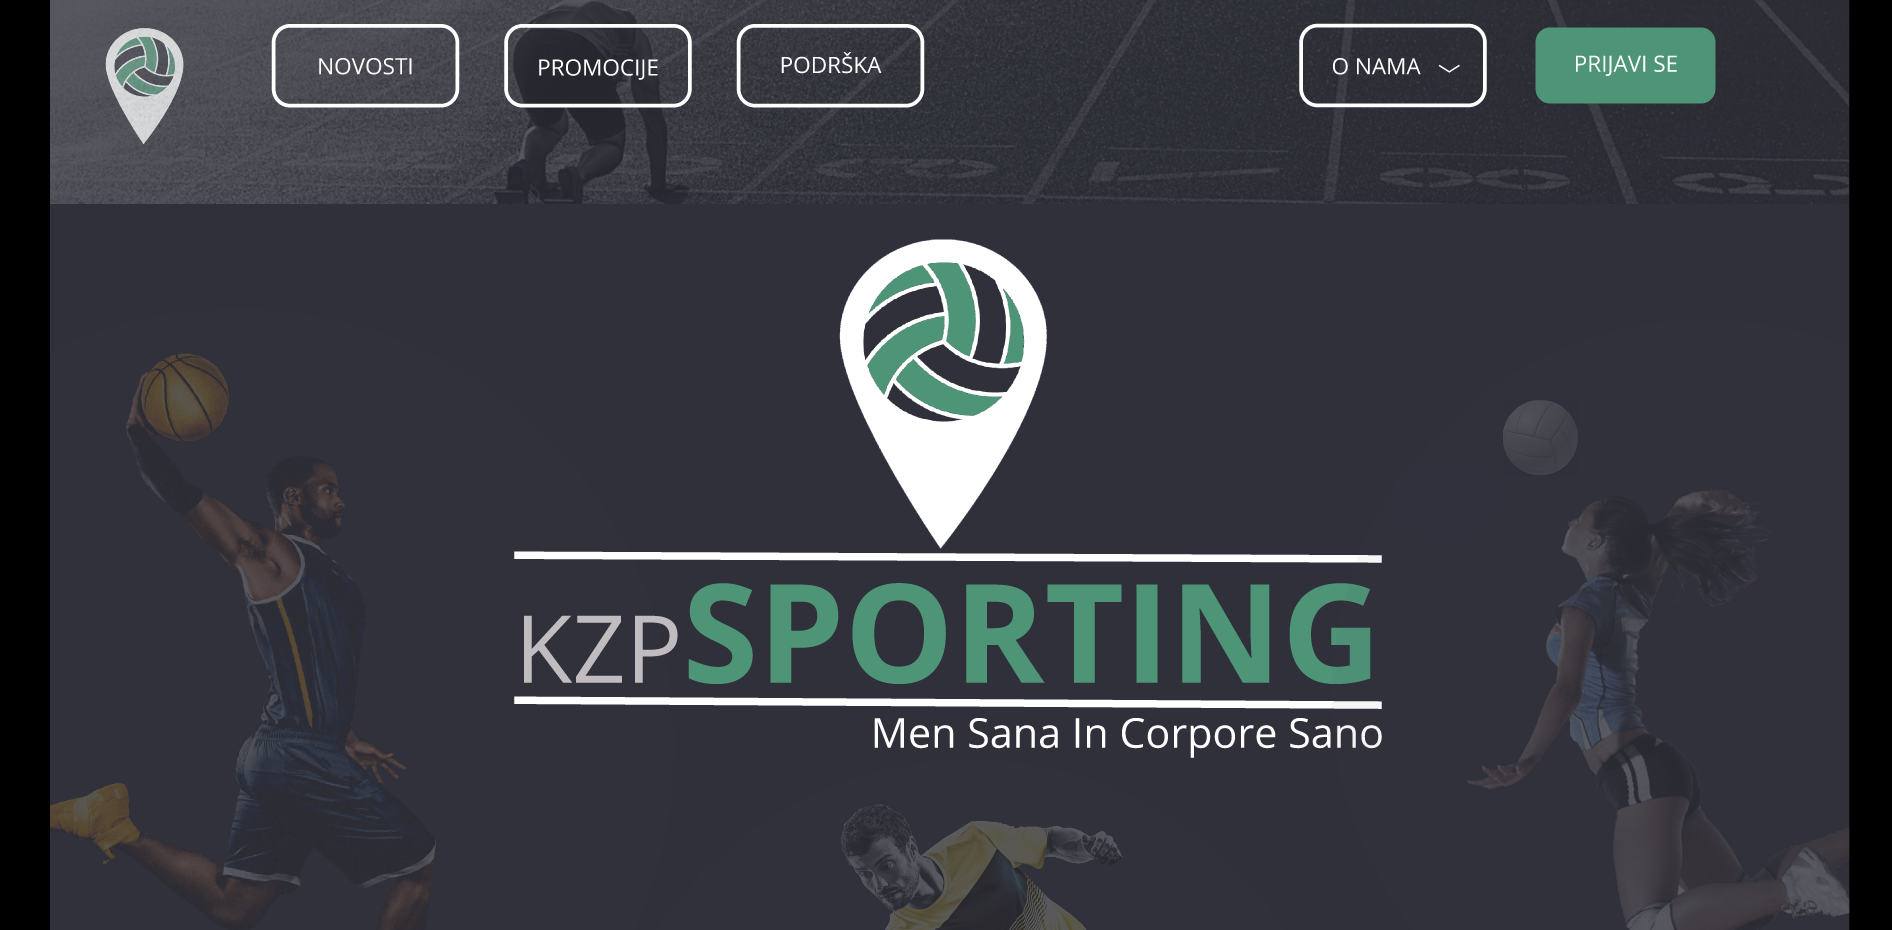 NOVOSTI
PROMOCIJE
PODRŠKA
O NAMA
PRIJAVI SE
KZPSPORTING
Men Sana In Corpore Sano